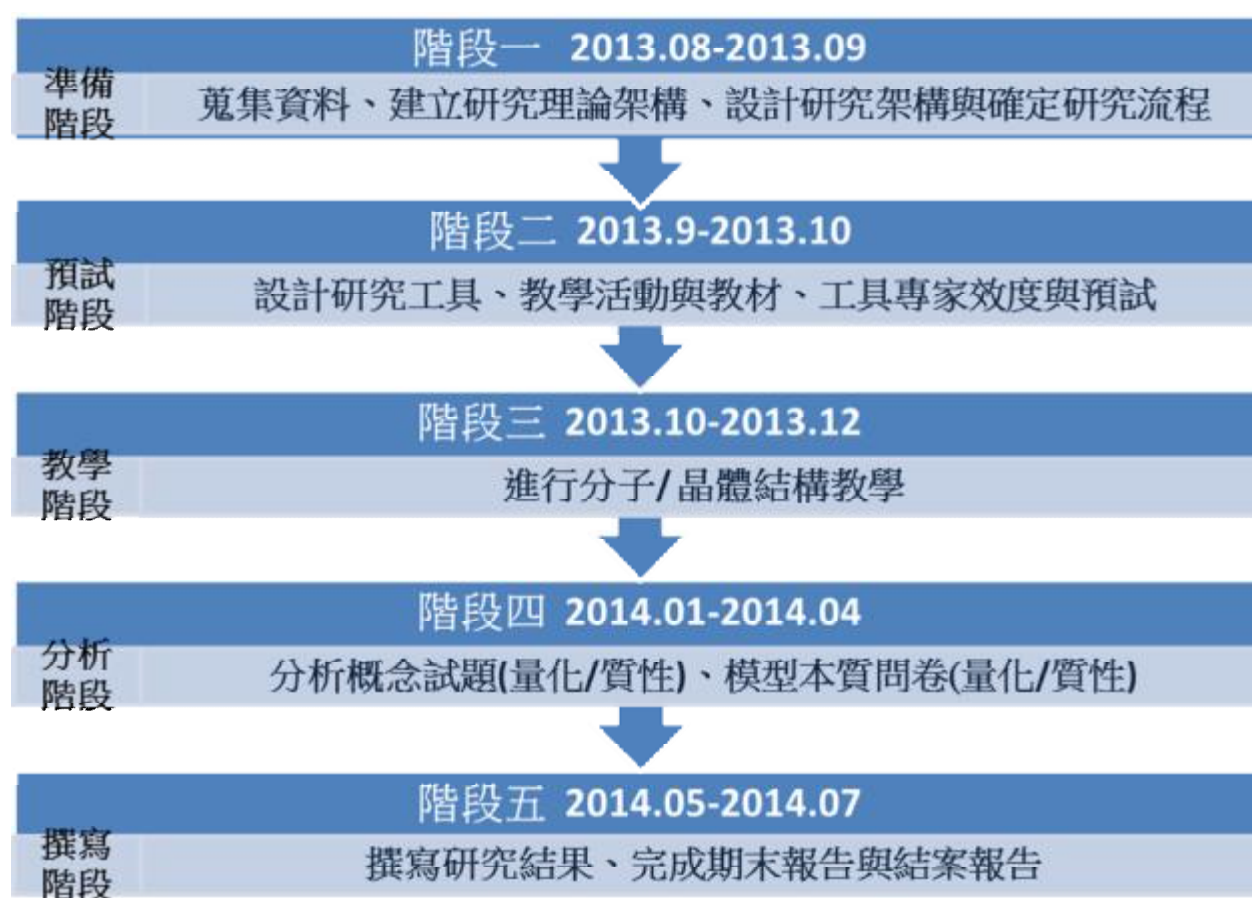 階段一 2013.08-2013.09
準備
階段
蒐集資料、建立研究理論架構、設計研究架構與確定研究流程
階段二 2013.9-2013.10
預試
階段
設計研究工具、教學活動與教材、工具專家效度與預試
階段三 2013.10-2013.12
教學
階段
進行分子/晶體結構教學
階段四 2014.01-2014.04
分析
階段
分析概念試題(量化/質性)、模型本質問卷(量化/質性)
階段五 2014.05-2014.07
撰寫
階段
撰寫研究結果、完成期末報告與結案報告